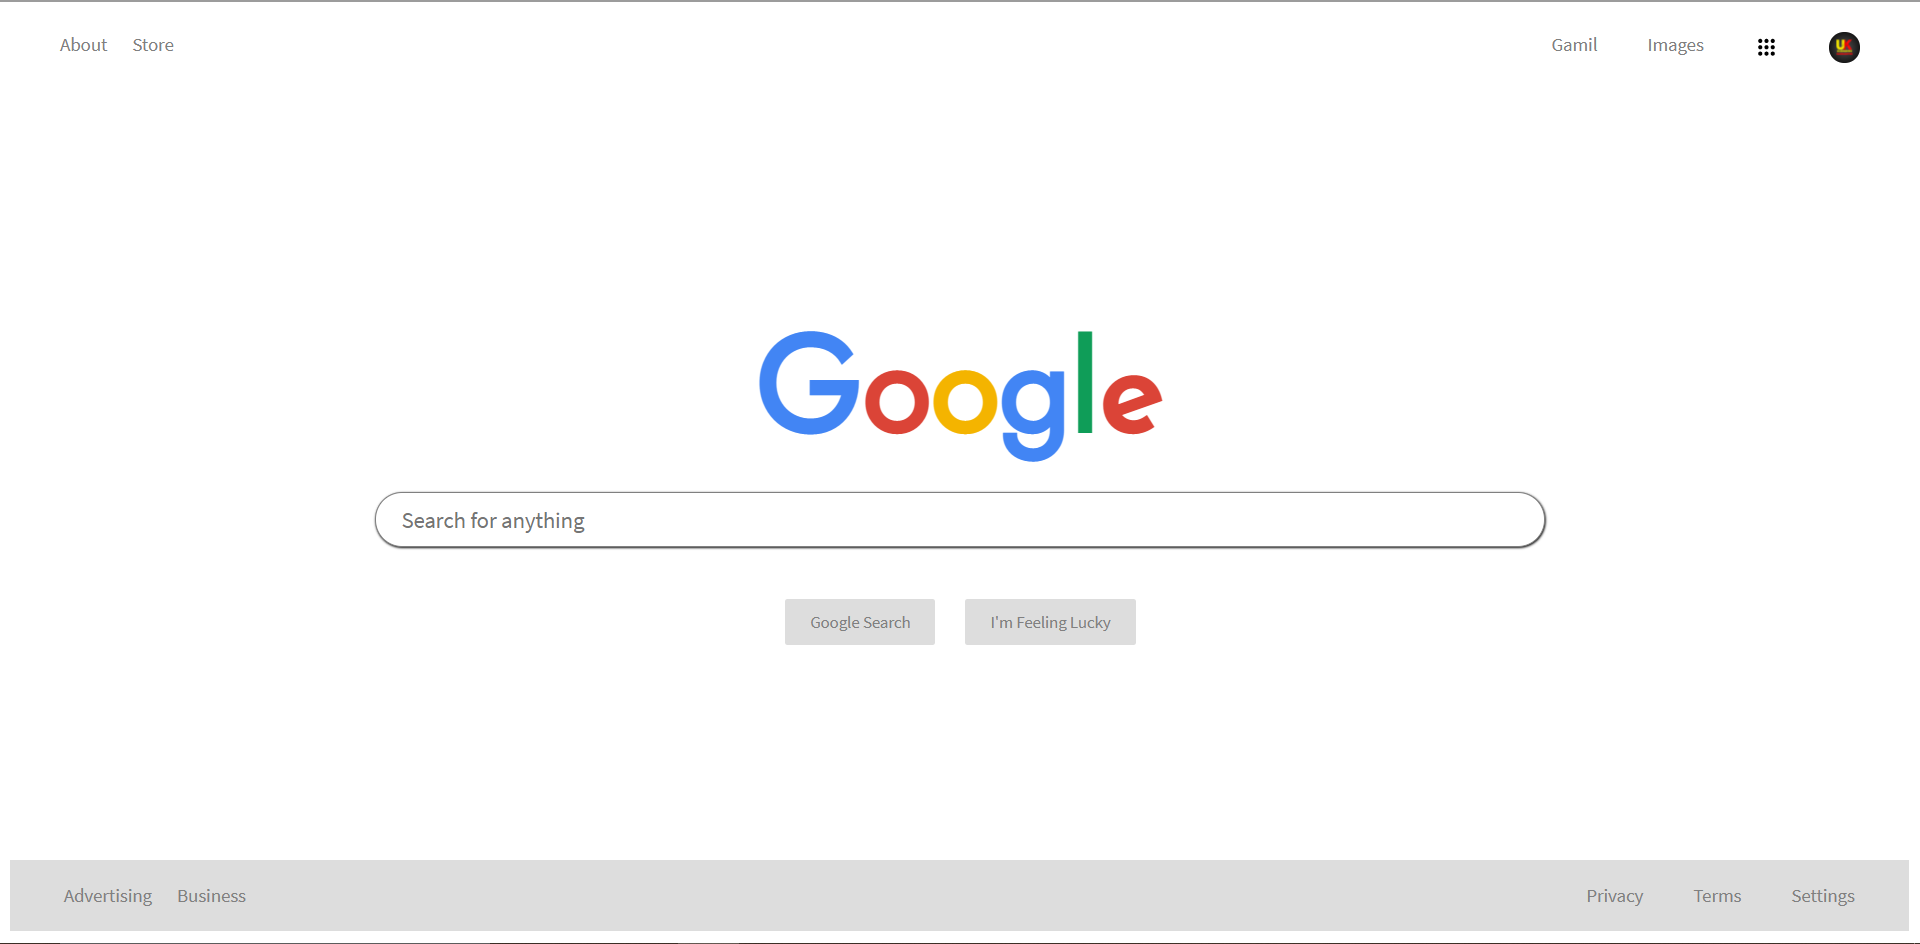 About Store Gamil Images
Google
Search for anything
Google Search I'm Feeling Lucky
Advertising Business Privacy Terms Settings